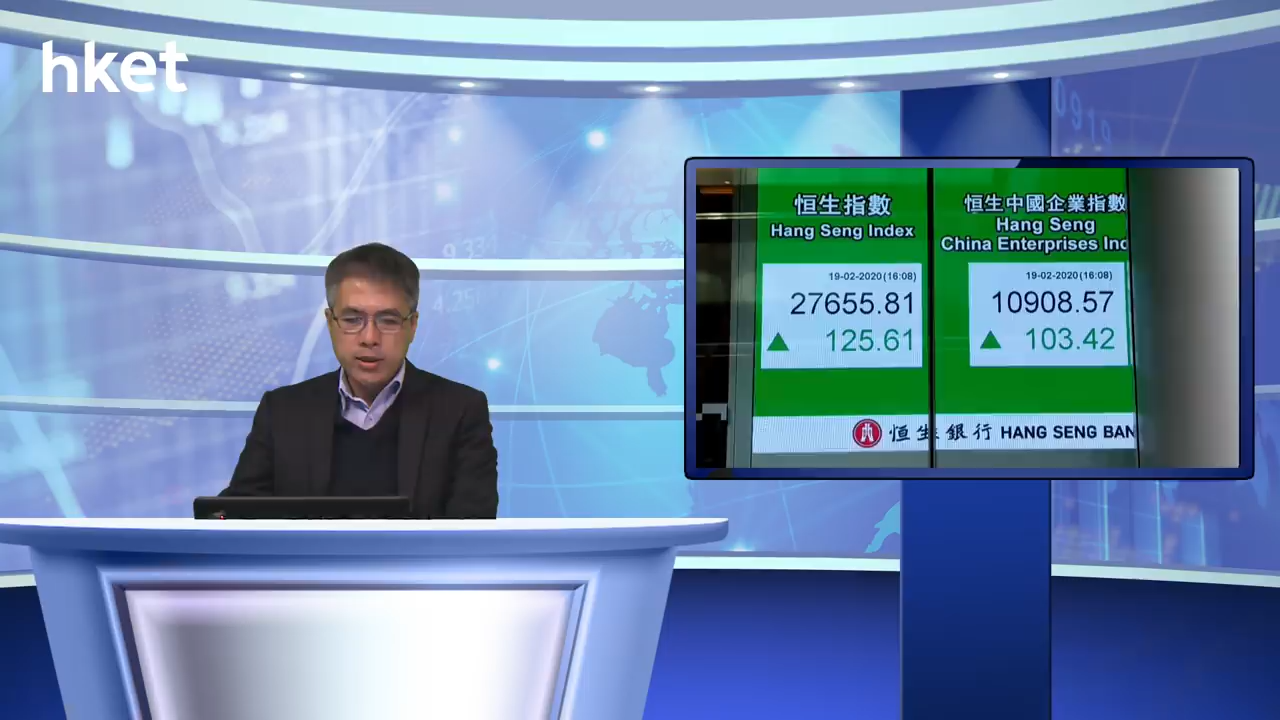 hket
恒生指數
Hang Seng Index
19-02-2020(16:08)
27655.81
▲ 125.61
恒生中國企業指數
Hang Seng
China Enterprises Ind
19-02-2020(16:08)
10908.57
▲ 103.42
恒生銀行 HANG SENG BAN